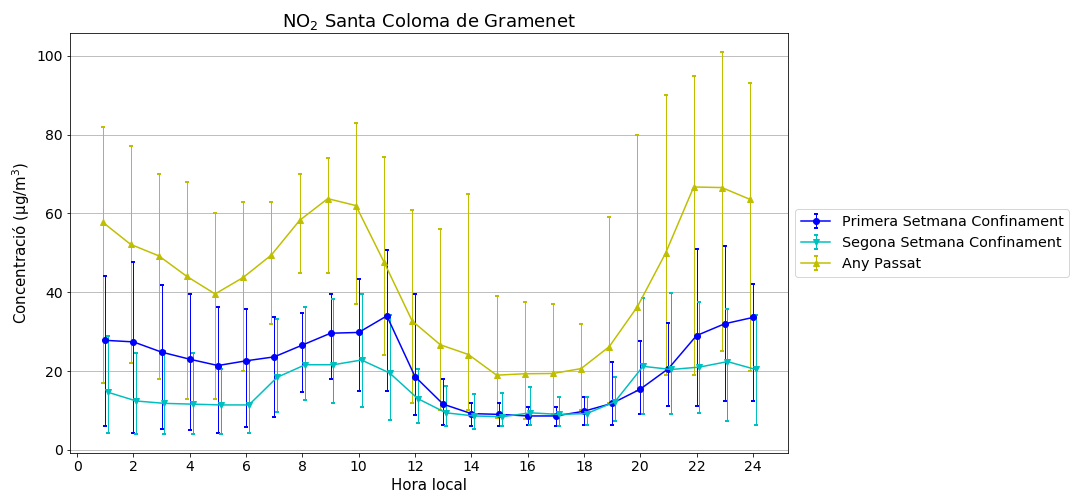 NO₂ Santa Coloma de Gramenet
Concentració (µg/m³)
100
80
60
40
20
0
0 2 4 6 8 10 12 14 16 18 20 22 24
Hora local
Primera Setmana Confinament
Segona Setmana Confinament
Any Passat